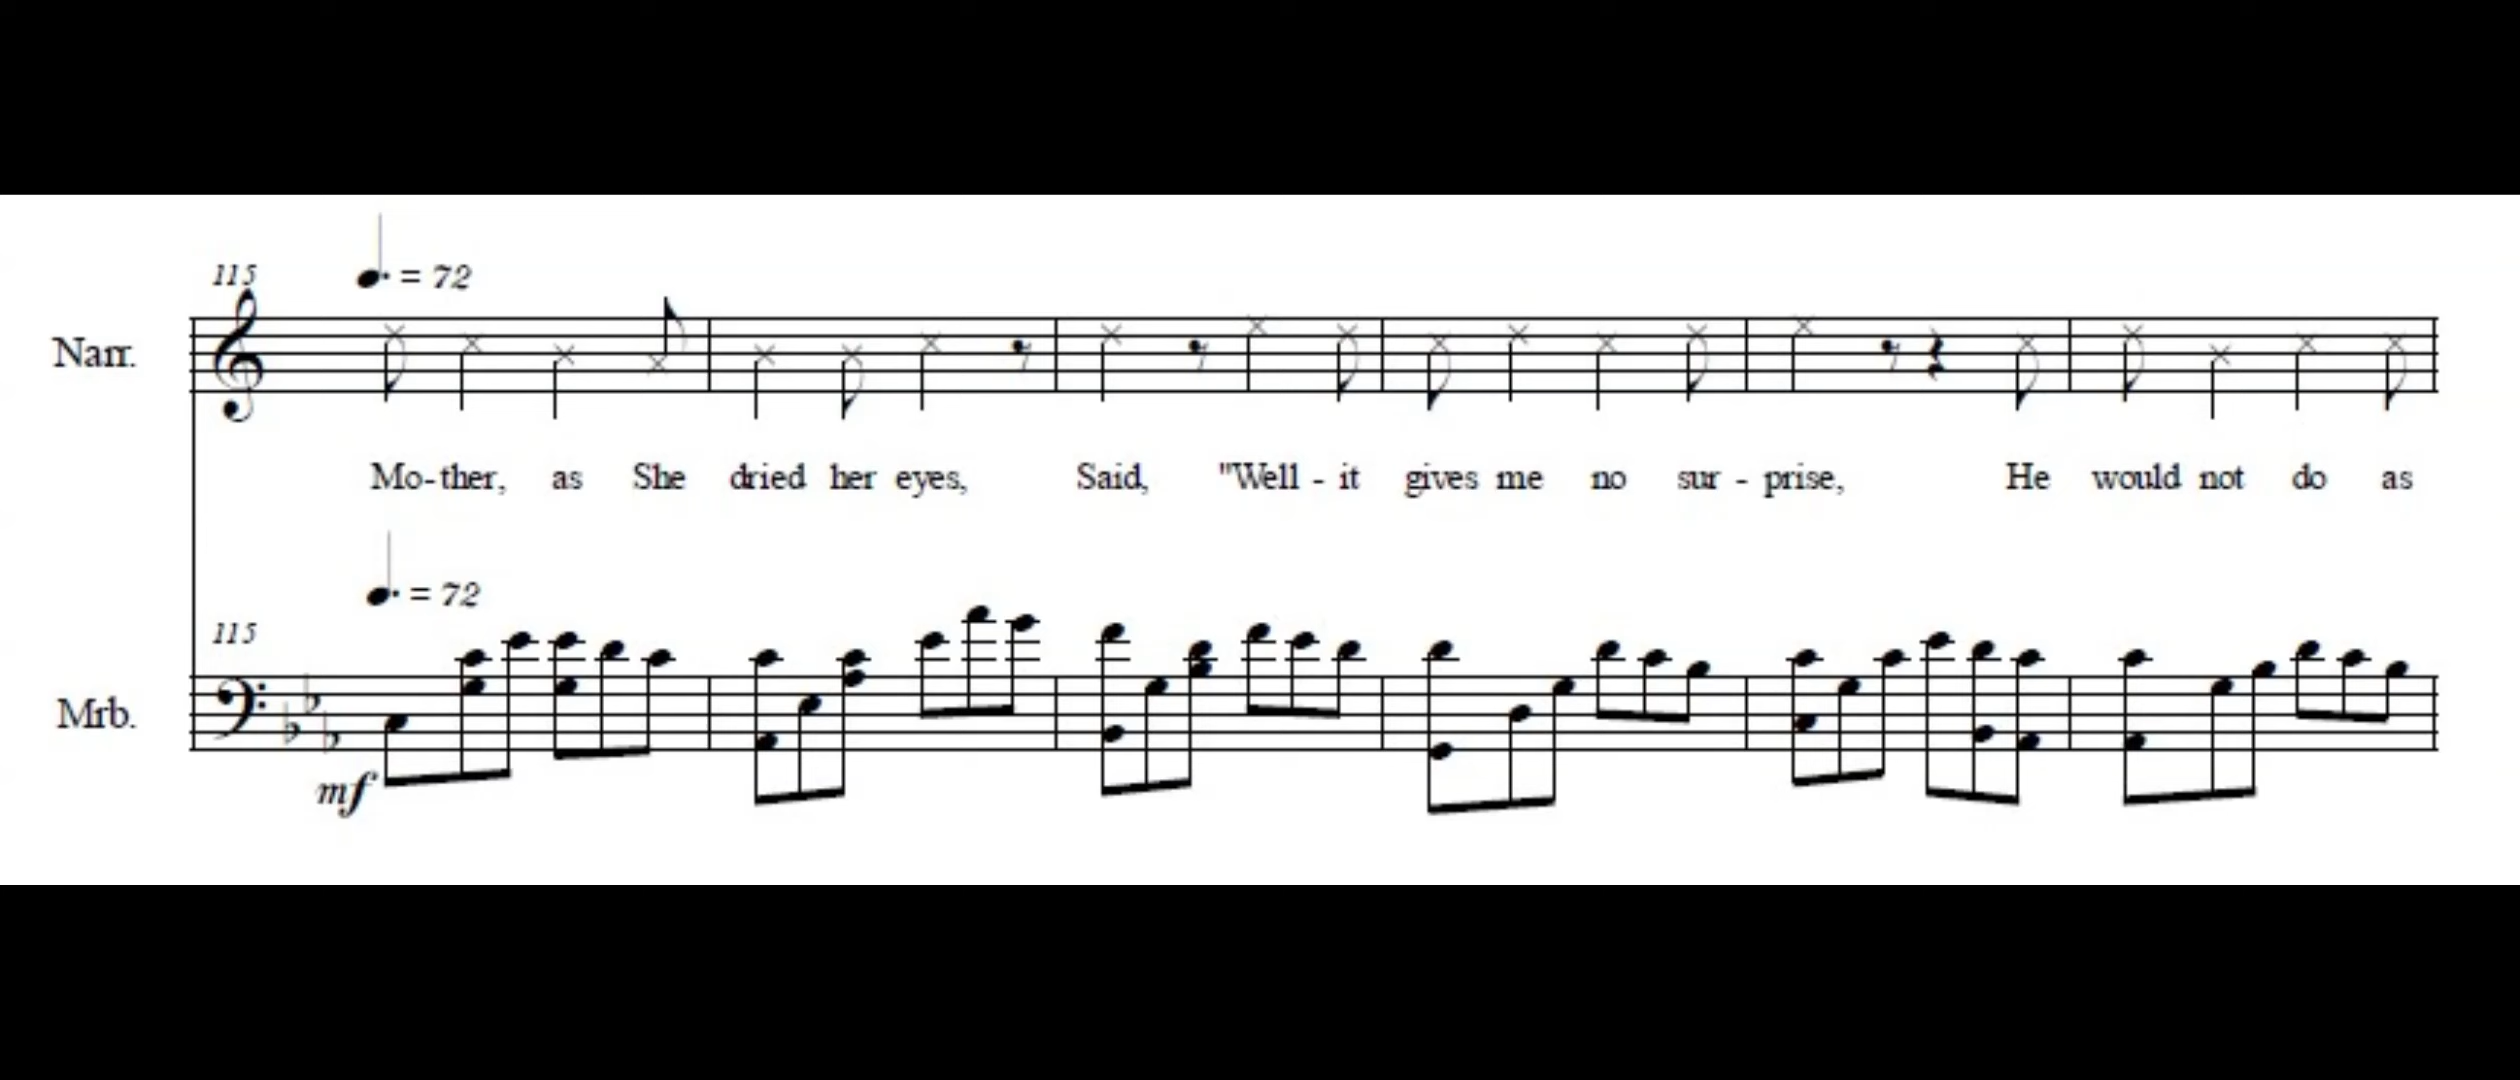 115 = 72
Narr.
Mo-ther, as She dried her eyes, Said, "Well - it gives me no sur - prise, He would not do as
= 72
115
Mrb.
mf